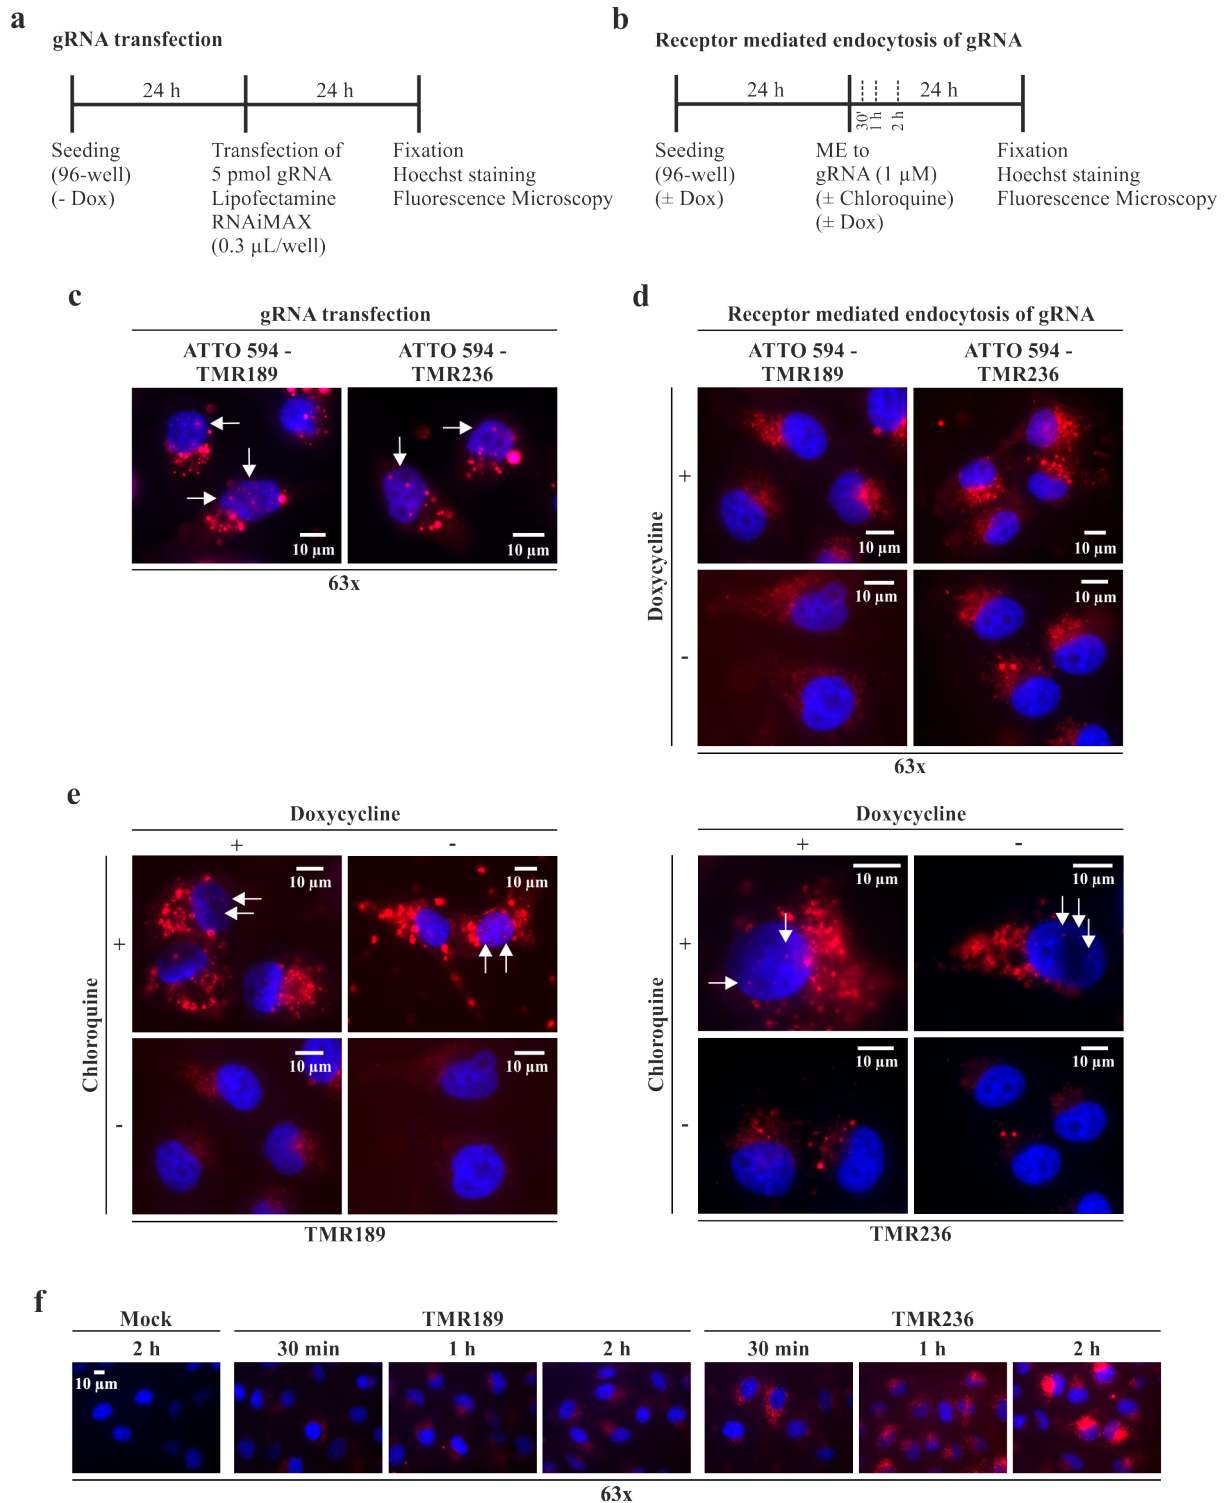 a
gRNA transfection
24 h
24 h
Seeding
(96-well)
(- Dox)
Transfection of
5 pmol gRNA
Lipofectamine
RNAiMAX
(0.3 µL/well)
Fixation
Hoechst staining
Fluorescence Microscopy
b
Receptor mediated endocytosis of gRNA
24 h
24 h
30'
1 h
2 h
Seeding
(96-well)
(± Dox)
ME to
gRNA (1 µM)
(± Chloroquine)
(± Dox)
Fixation
Hoechst staining
Fluorescence Microscopy
c
gRNA transfection
ATTO 594 -
TMR189
ATTO 594 -
TMR236
10 µm
10 µm
63x
d
Receptor mediated endocytosis of gRNA
ATTO 594 -
TMR189
ATTO 594 -
TMR236
Doxycycline
+
10 µm
10 µm
-
10 µm
10 µm
63x
e
Doxycycline
+
-
Chloroquine
+
10 µm
10 µm
-
10 µm
10 µm
TMR189
Doxycycline
+
-
Chloroquine
+
10 µm
10 µm
-
10 µm
10 µm
TMR236
f
Mock
TMR189
TMR236
2 h
30 min
1 h
2 h
30 min
1 h
2 h
10 µm
63x